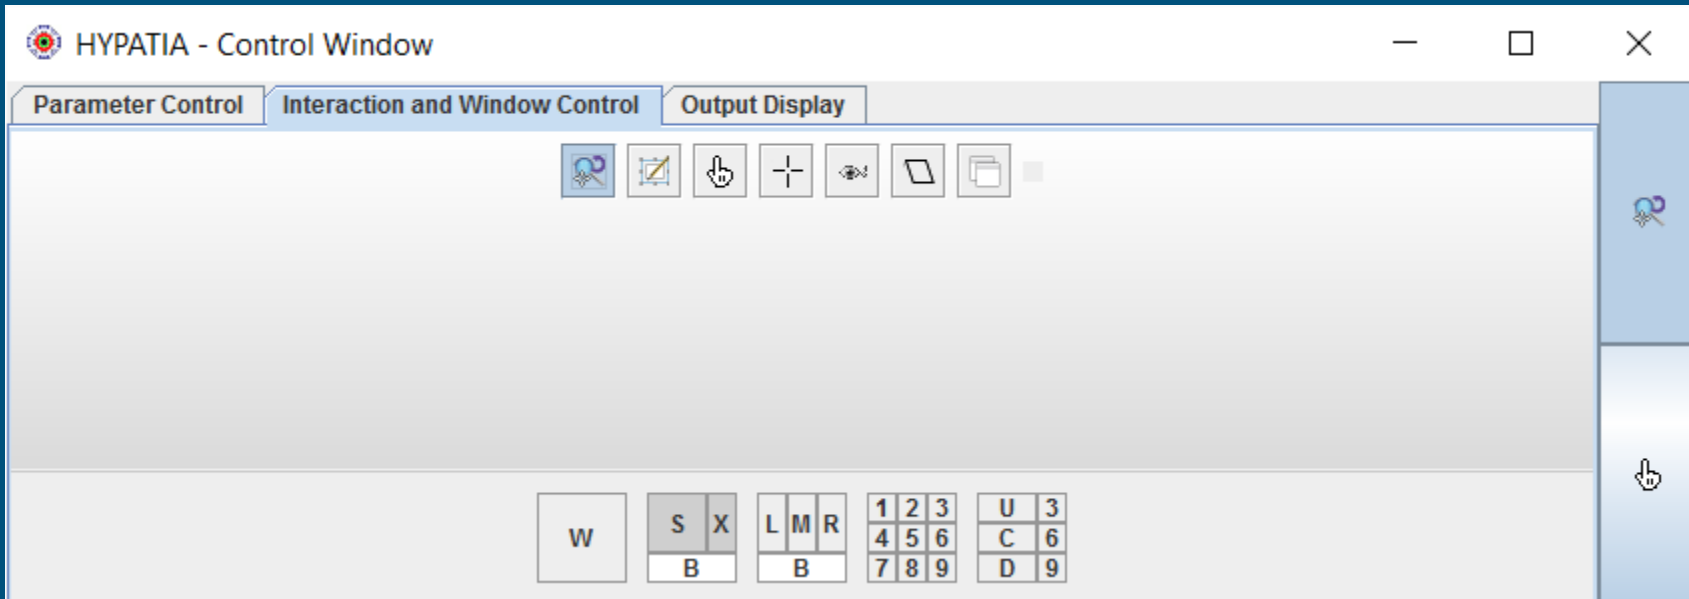 HYPATIA - Control Window
Parameter Control Interaction and Window Control Output Display
W S X B L M R B 1 2 3 4 5 6 7 8 9 U 3 C 6 D 9